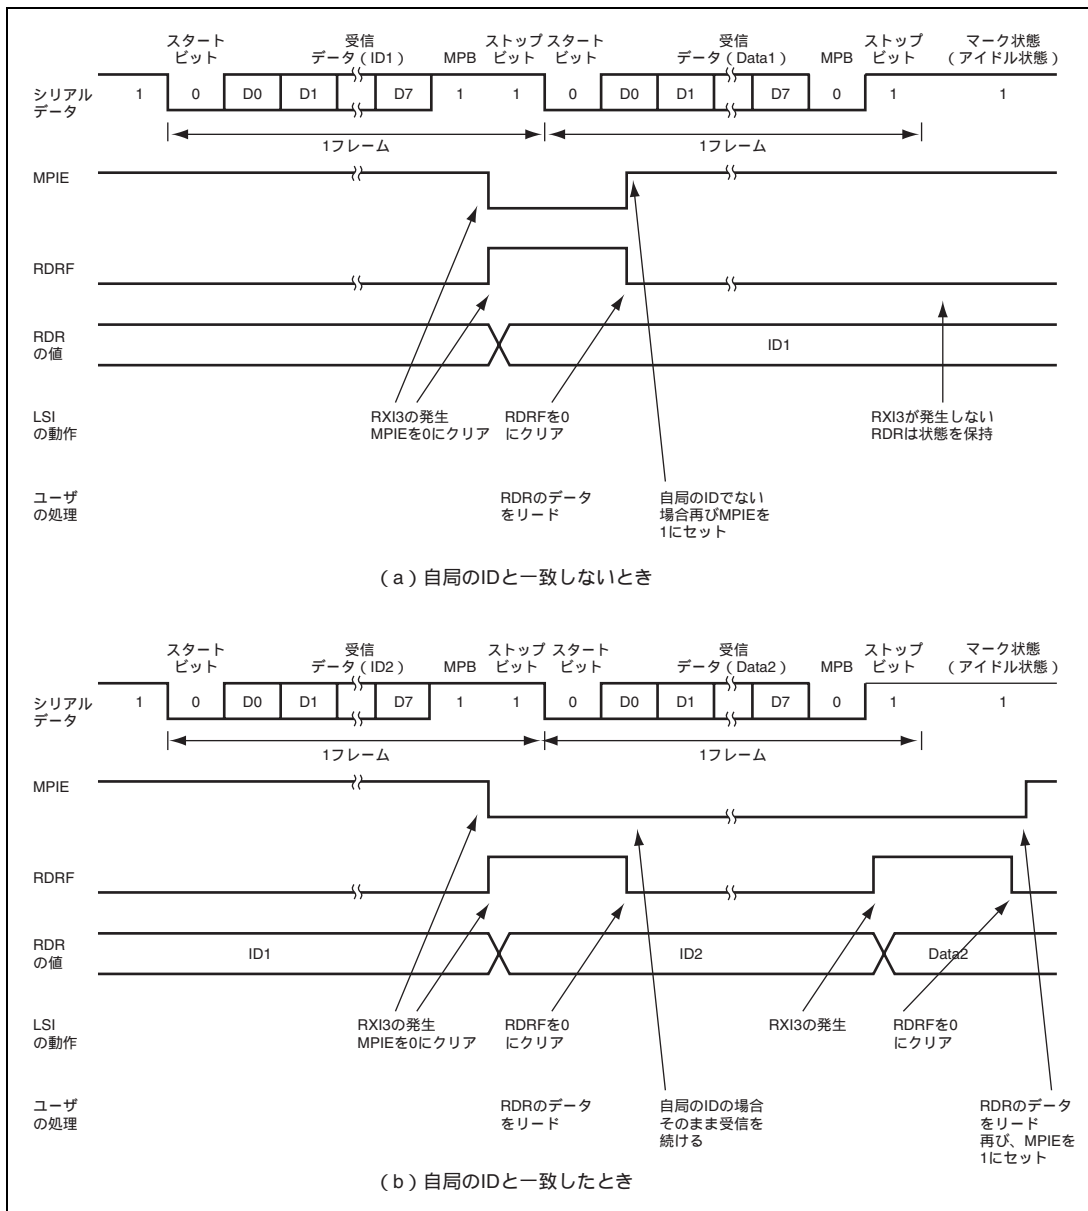 スタート
ビット
受信
データ（ID1）
MPB
ストップ
ビット
スタート
ビット
受信
データ（Data1）
MPB
ストップ
ビット
マーク状態
（アイドル状態）
シリアル
データ
1 0 D0 D1 D7 1 1 0 D0 D1 D7 0 1 1
1フレーム 1フレーム
MPIE
RDRF
RDR
の値
ID1
LSI
の動作
RXI3の発生
MPIEを0にクリア
RDRFを0
にクリア
RXI3が発生しない
RDRは状態を保持
ユーザ
の処理
RDRのデータ
をリード
自局のIDでない
場合再びMPIEを
1にセット
（a）自局のIDと一致しないとき
スタート
ビット
受信
データ（ID2）
MPB
ストップ
ビット
スタート
ビット
受信
データ（Data2）
MPB
ストップ
ビット
マーク状態
（アイドル状態）
シリアル
データ
1 0 D0 D1 D7 1 1 0 D0 D1 D7 0 1 1
1フレーム 1フレーム
MPIE
RDRF
RDR
の値
ID1 ID2 Data2
LSI
の動作
RXI3の発生
MPIEを0にクリア
RDRFを0
にクリア
RXI3の発生
RDRFを0
にクリア
ユーザ
の処理
RDRのデータ
をリード
自局のIDの場合
そのまま受信を
続ける
RDRのデータ
をリード
再び、MPIEを
1にセット
（b）自局のIDと一致したとき